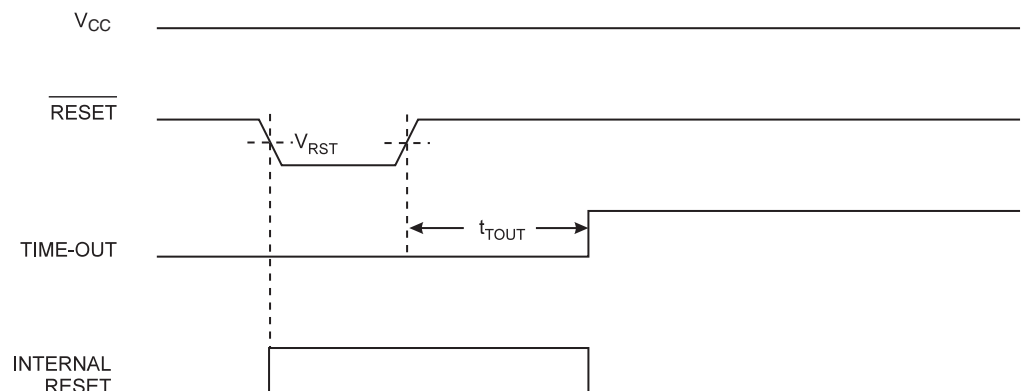 VCC
RESET
VRST
tTOUT
TIME-OUT
INTERNAL
RESET